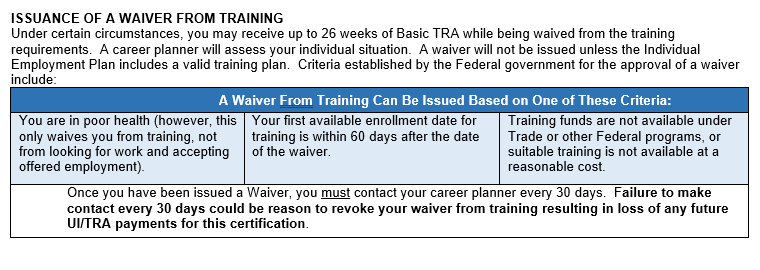 ISSUANCE OF A WAIVER FROM TRAINING
Under certain circumstances, you may receive up to 26 weeks of Basic TRA while being waived from the training
requirements.  A career planner will assess your individual situation.  A waiver will not be issued unless the Individual
Employment Plan includes a valid training plan.  Criteria established by the Federal government for the approval of a waiver
include:
A Waiver From Training Can Be Issued Based on One of These Criteria:
You are in poor health (however, this
only waives you from training, not
from looking for work and accepting
offered employment).
Your first available enrollment date for
training is within 60 days after the date
of the waiver.
Training funds are not available under
Trade or other Federal programs, or
suitable training is not available at a
reasonable cost.
Once you have been issued a Waiver, you must contact your career planner every 30 days.  Failure to make
contact every 30 days could be reason to revoke your waiver from training resulting in loss of any future
UI/TRA payments for this certification.